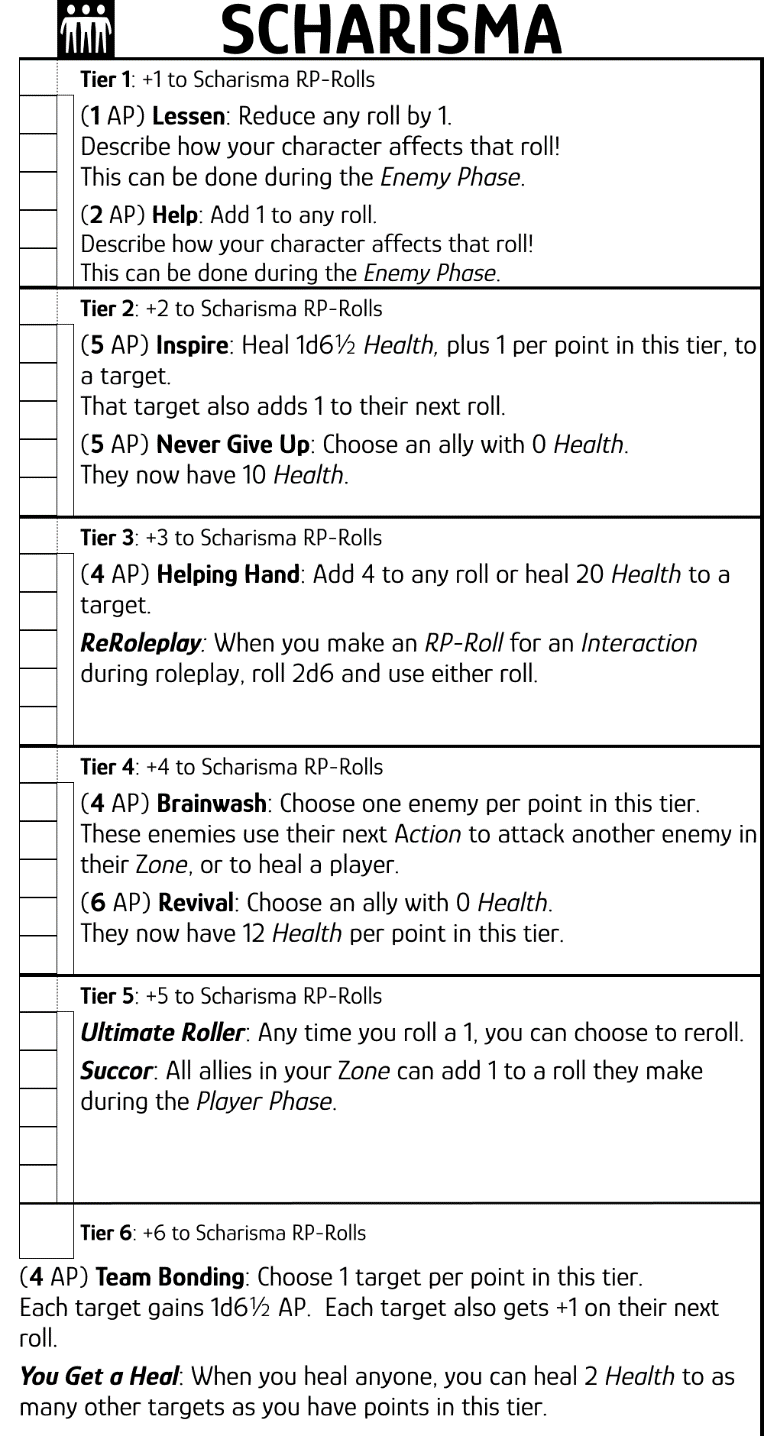 SCHARISMA
Tier 1: +1 to Scharisma RP-Rolls
(1 AP) Lessen: Reduce any roll by 1.
Describe how your character affects that roll!
This can be done during the Enemy Phase.
(2 AP) Help: Add 1 to any roll.
Describe how your character affects that roll!
This can be done during the Enemy Phase.
Tier 2: +2 to Scharisma RP-Rolls
(5 AP) Inspire: Heal 1d6½ Health, plus 1 per point in this tier, to
a target.
That target also adds 1 to their next roll.
(5 AP) Never Give Up: Choose an ally with 0 Health.
They now have 10 Health.
Tier 3: +3 to Scharisma RP-Rolls
(4 AP) Helping Hand: Add 4 to any roll or heal 20 Health to a
target.
ReRoleplay: When you make an RP-Roll for an Interaction
during roleplay, roll 2d6 and use either roll.
Tier 4: +4 to Scharisma RP-Rolls
(4 AP) Brainwash: Choose one enemy per point in this tier.
These enemies use their next Action to attack another enemy in
their Zone, or to heal a player.
(6 AP) Revival: Choose an ally with 0 Health.
They now have 12 Health per point in this tier.
Tier 5: +5 to Scharisma RP-Rolls
Ultimate Roller: Any time you roll a 1, you can choose to reroll.
Succor: All allies in your Zone can add 1 to a roll they make
during the Player Phase.
Tier 6: +6 to Scharisma RP-Rolls
(4 AP) Team Bonding: Choose 1 target per point in this tier.
Each target gains 1d6½ AP.  Each target also gets +1 on their next
roll.
You Get a Heal: When you heal anyone, you can heal 2 Health to as
many other targets as you have points in this tier.